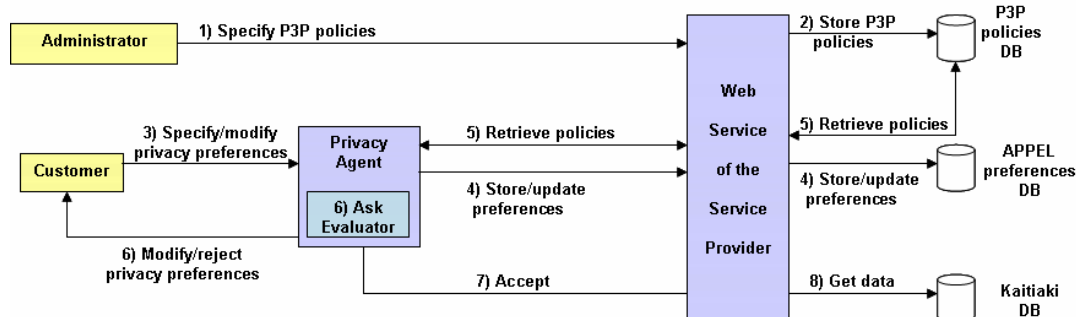 Administrator
1) Specify P3P policies
2) Store P3P
policies
P3P
policies
DB
Web
Service
of the
Service
Provider
5) Retrieve policies
3) Specify/modify
privacy preferences
Privacy
Agent
5) Retrieve policies
Customer
4) Store/update
preferences
4) Store/update
preferences
APPEL
preferences
DB
6) Ask
Evaluator
6) Modify/reject
privacy preferences
7) Accept
8) Get data
Kaitiaki
DB